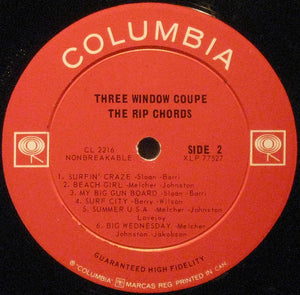 COLUMBIA
THREE WINDOW COUPE
THE RIP CHORDS
CL 2216
NONBREAKABLE
SIDE 2
XLP 77527
1. SURFIN' CRAZE -Sloan - Barri
2. BEACH GIRL -Melcher -Johnston
3. MY BIG GUN BOARD -Sloan -Barri
4. SURF CITY -Berry -Wilson
5. SUMMER U.S.A. -Melcher -Johnston
Lovejoy
6. BIG WEDNESDAY -Melcher
Johnston -Jakobson
GUARANTEED HIGH FIDELITY
® "COLUMBIA", MARCAS REG. PRINTED IN CAN.